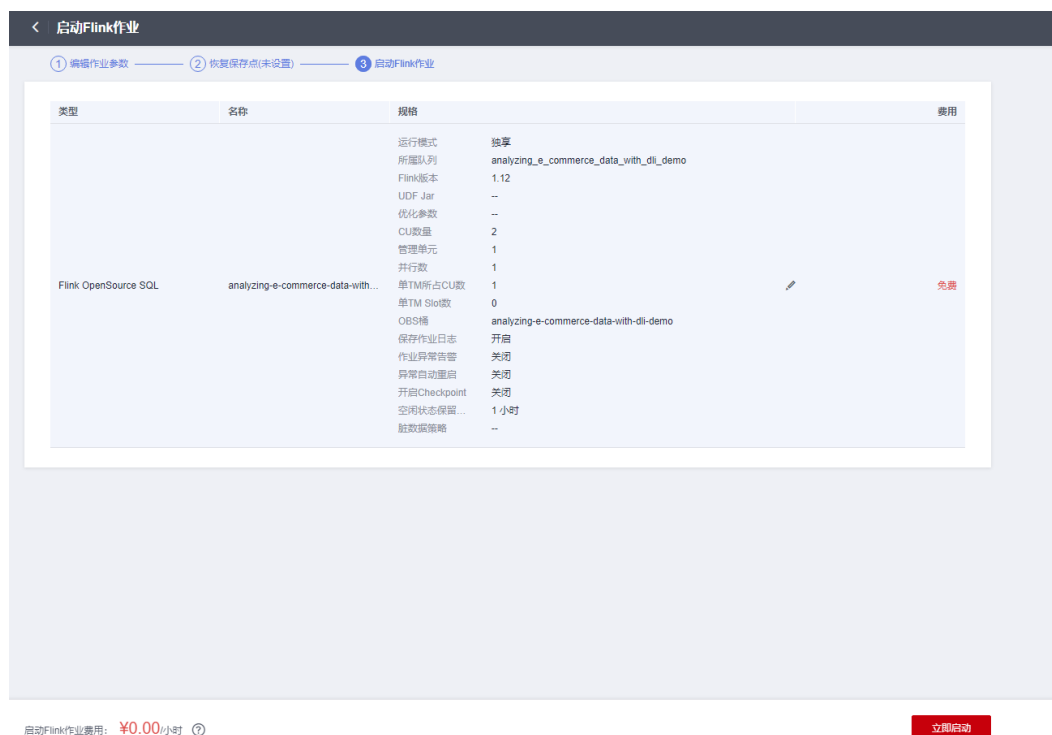 启动Flink作业
1 编辑作业参数 2 恢复保存点(未设置) 3 启动Flink作业
类型 名称 规格 费用
运行模式 独享
所属队列 analyzing_e_commerce_data_with_dli_demo
Flink版本 1.12
UDF Jar --
优化参数 --
CU数量 2
管理单元 1
并行数 1
Flink OpenSource SQL analyzing-e-commerce-data-with... 单TM所占CU数 1 免费
单TM Slot数 0
OBS桶 analyzing-e-commerce-data-with-dli-demo
保存作业日志 开启
作业异常告警 关闭
异常自动重启 关闭
开启Checkpoint 关闭
空闲状态保留... 1 小时
脏数据策略 --
启动Flink作业费用: ¥0.00/小时 ? 立即启动